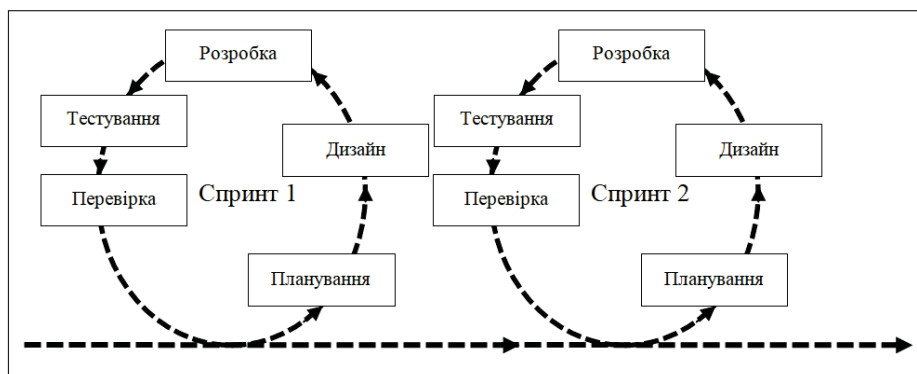 Розробка
Розробка
Тестування
Тестування
Дизайн
Дизайн
Перевірка
Спринт 1
Перевірка
Спринт 2
Планування
Планування